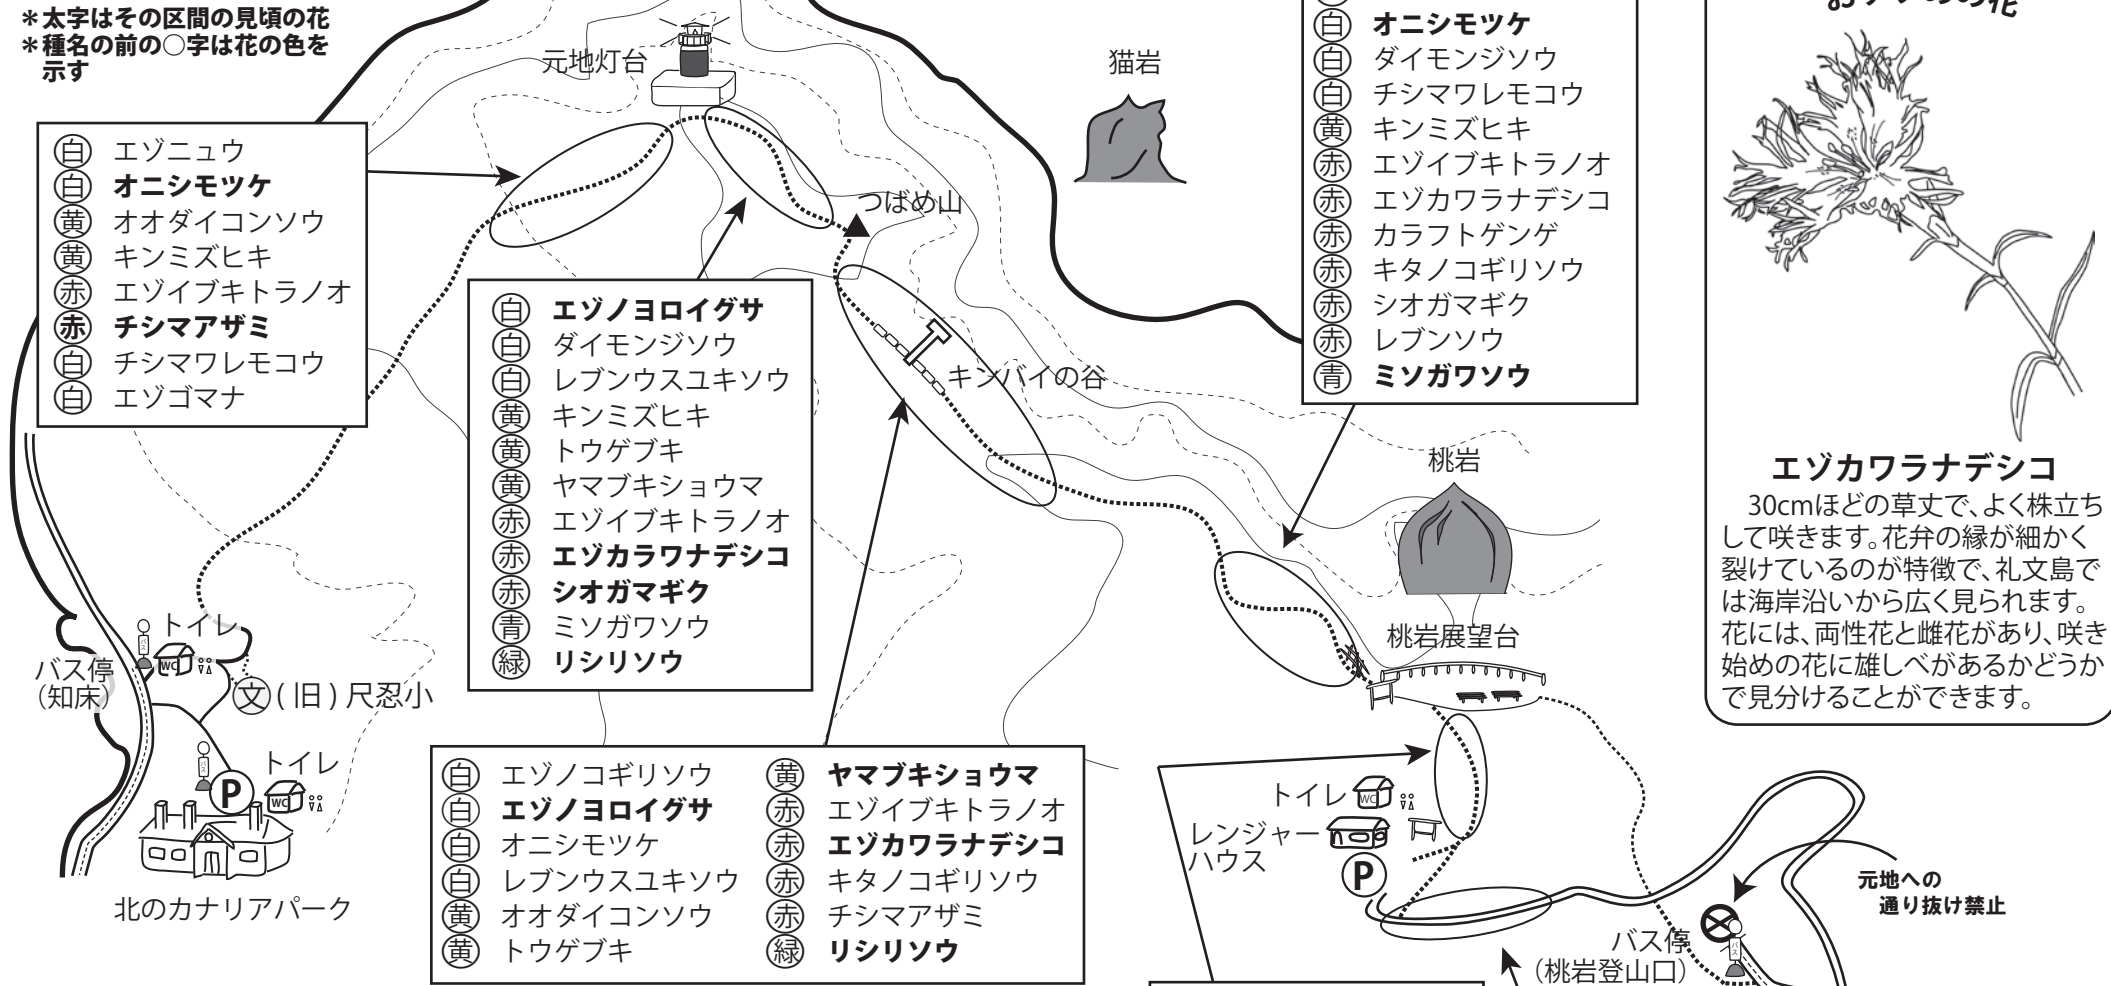 ＊太字はその区間の見頃の花
＊種名の前の○字は花の色を
示す
元地灯台
猫岩
つばめ山
キンバイの谷
桃岩
桃岩展望台
白 エゾニュウ
白 オニシモツケ
黄 オオダイコンソウ
黄 キンミズヒキ
赤 エゾイブキトラノオ
赤 チシマアザミ
白 チシマワレモコウ
白 エゾゴマナ
白 エゾノヨロイグサ
白 ダイモンジソウ
白 レブンウスユキソウ
黄 キンミズヒキ
黄 トウゲブキ
黄 ヤマブキショウマ
赤 エゾイブキトラノオ
赤 エゾカラワナデシコ
赤 シオガマギク
青 ミソガワソウ
緑 リシリソウ
白 オニシモツケ
白 ダイモンジソウ
白 チシマワレモコウ
黄 キンミズヒキ
赤 エゾイブキトラノオ
赤 エゾカワラナデシコ
赤 カラフトゲンゲ
赤 キタノコギリソウ
赤 シオガマギク
赤 レブンソウ
青 ミソガワソウ
エゾカワラナデシコ
30cmほどの草丈で、よく株立ち
して咲きます。花弁の縁が細かく
裂けているのが特徴で、礼文島で
は海岸沿いから広く見られます。
花には、両性花と雌花があり、咲き
始めの花に雄しべがあるかどうか
で見分けることができます。
トイレ
WC
バス
バス停
（知床）
文 ( 旧 ) 尺忍小
バス
P
トイレ
WC
北のカナリアパーク
白 エゾノコギリソウ
白 エゾノヨロイグサ
白 オニシモツケ
白 レブンウスユキソウ
黄 オオダイコンソウ
黄 トウゲブキ
黄 ヤマブキショウマ
赤 エゾイブキトラノオ
赤 エゾカワラナデシコ
赤 キタノコギリソウ
赤 チシマアザミ
緑 リシリソウ
トイレ
WC
レンジャー
ハウス
P
元地への
通り抜け禁止
バス停
（桃岩登山口）
バス